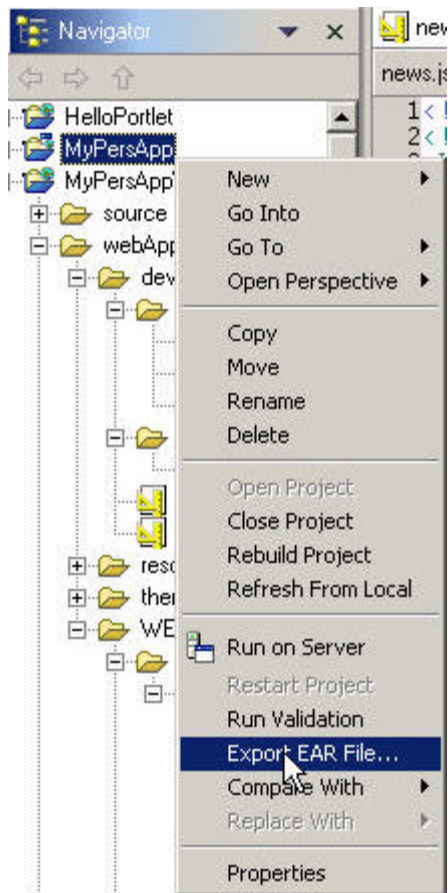 Navigator
new
news.js
HelloPortlet
1
MyPersApp
2
MyPersApp
New
source
Go Into
webApp
Go To
dev
Open Perspective
Copy
Move
Rename
Delete
Open Project
Close Project
Rebuild Project
reso
Refresh From Local
ther
WE
Run on Server
Restart Project
Run Validation
Export EAR File...
Compare With
Replace With
Properties